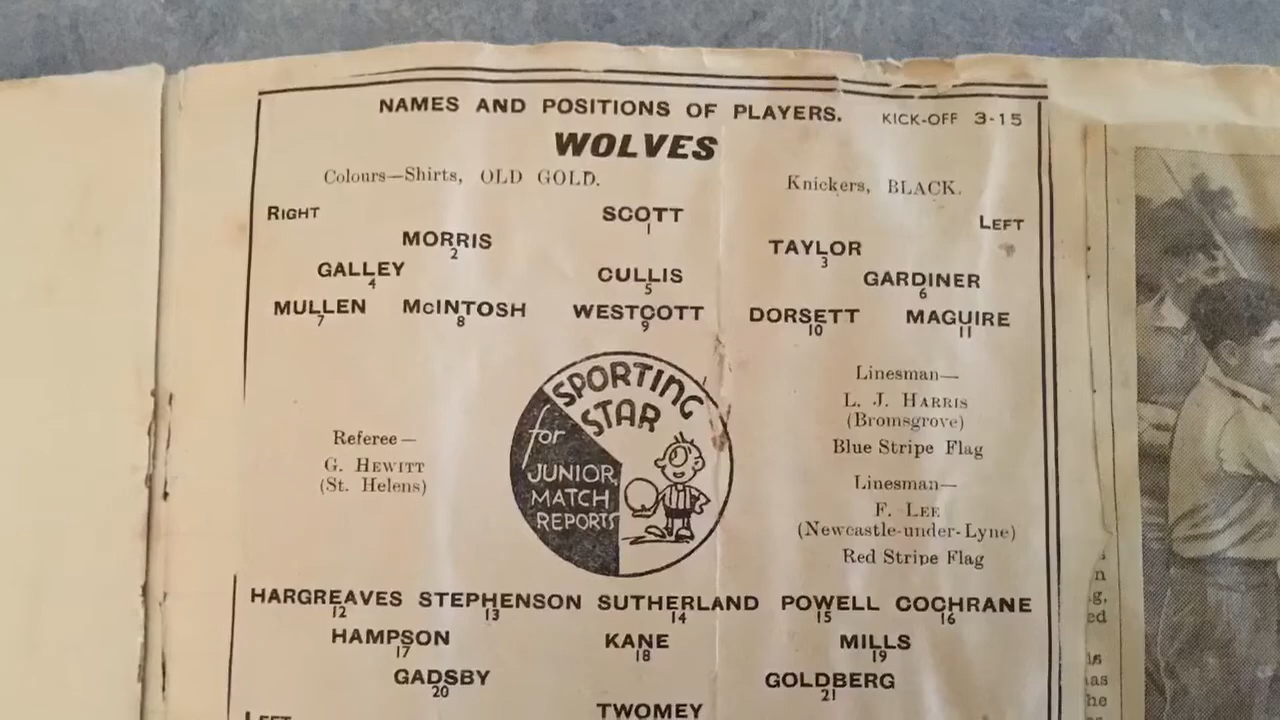 NAMES AND POSITIONS OF PLAYERS. KICK-OFF 3-15
WOLVES
Colours—Shirts, OLD GOLD. Knickers, BLACK.
RIGHT SCOTT LEFT
1
MORRIS TAYLOR
2 3
GALLEY CULLIS GARDINER
4 5 6
MULLEN McINTOSH WESTCOTT DORSETT MAGUIRE
7 8 9 10 11
SPORTING
STAR
for
JUNIOR
MATCH
REPORTS
Referee—
G. HEWITT
(St. Helens)
Linesman—
L. J. HARRIS
(Bromsgrove)
Blue Stripe Flag
Linesman—
F. LEE
(Newcastle-under-Lyne)
Red Stripe Flag
HARGREAVES STEPHENSON SUTHERLAND POWELL COCHRANE
12 13 14 15 16
HAMPSON KANE MILLS
17 18 19
GADSBY GOLDBERG
20 21
LEFT TWOMEY